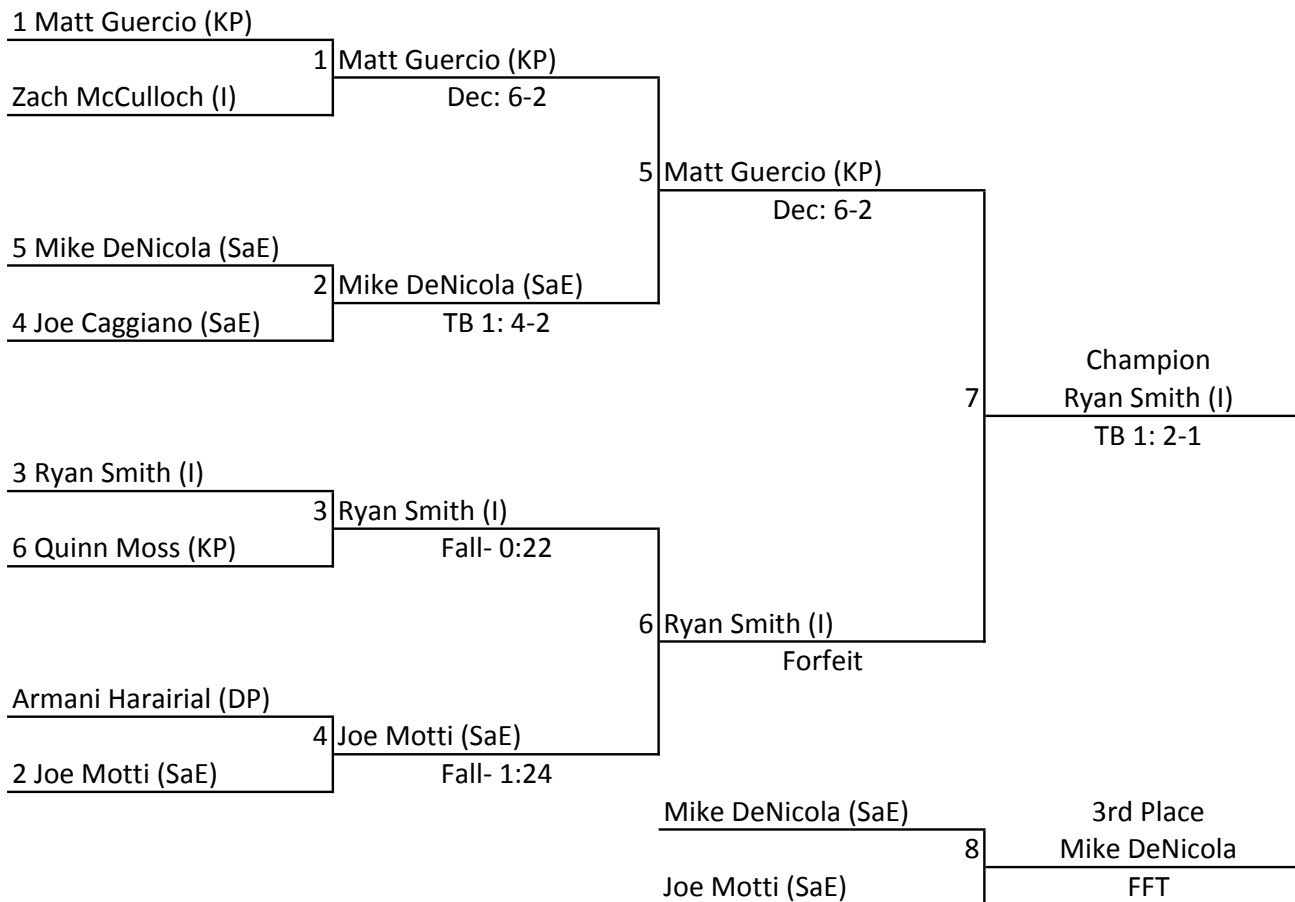 1 Matt Guercio (KP)
1 Matt Guercio (KP)
Zach McCulloch (I)
Dec: 6-2
5 Matt Guercio (KP)
Dec: 6-2
5 Mike DeNicola (SaE)
2 Mike DeNicola (SaE)
4 Joe Caggiano (SaE)
TB 1: 4-2
Champion
7
Ryan Smith (I)
TB 1: 2-1
3 Ryan Smith (I)
3 Ryan Smith (I)
6 Quinn Moss (KP)
Fall- 0:22
6 Ryan Smith (I)
Forfeit
Armani Harairial (DP)
4 Joe Motti (SaE)
2 Joe Motti (SaE)
Fall- 1:24
Mike DeNicola (SaE)
3rd Place
8
Mike DeNicola
Joe Motti (SaE)
FFT